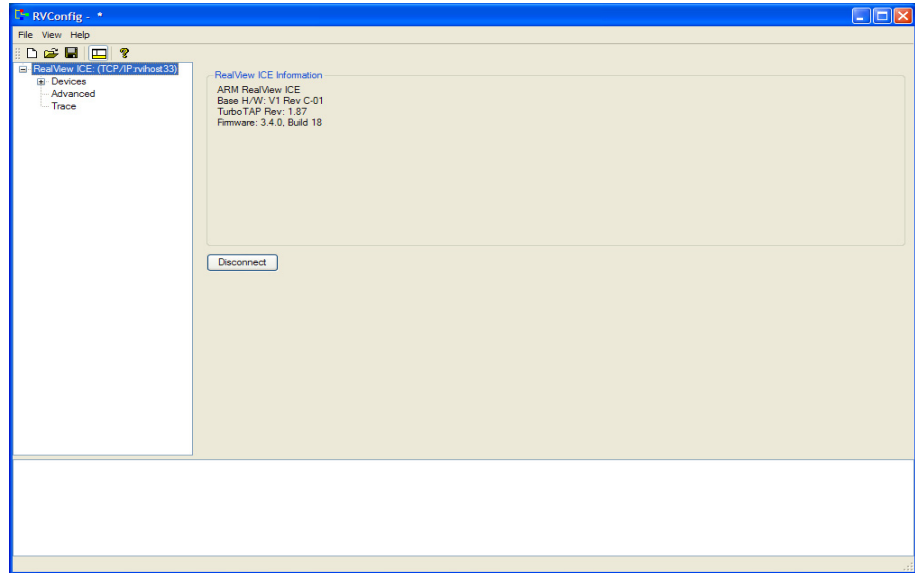 RVConfig - *
File View Help
RealView ICE: (TCP/IP:rvihost33)
Devices
Advanced
Trace
RealView ICE Information
ARM RealView ICE
Base H/W: V1 Rev C-01
TurboTAP Rev: 1.87
Firmware: 3.4.0, Build 18
Disconnect